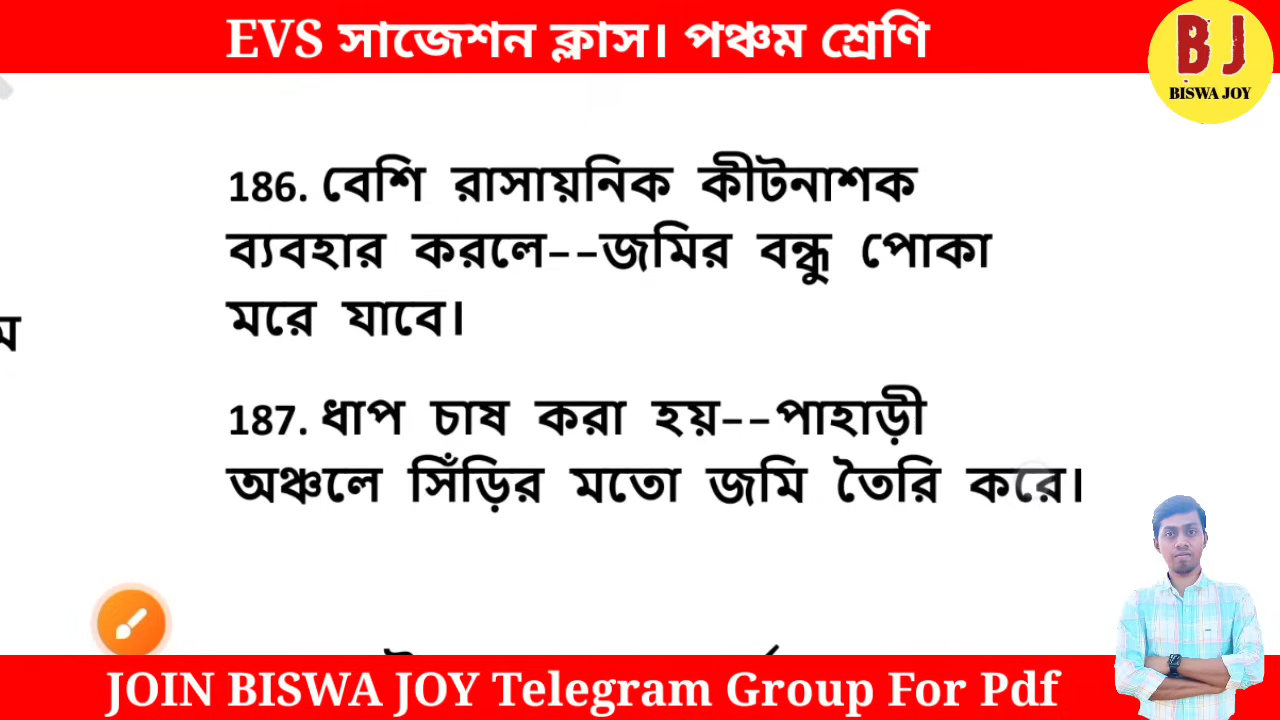 EVS সাজেশন ক্লাস। পঞ্চম শ্রেণি
B J
BISWA JOY
186. বেশি রাসায়নিক কীটনাশক
ব্যবহার করলে--জমির বন্ধু পোকা
মরে যাবে।
187. ধাপ চাষ করা হয়--পাহাড়ী
অঞ্চলে সিঁড়ির মতো জমি তৈরি করে।
JOIN BISWA JOY Telegram Group For Pdf